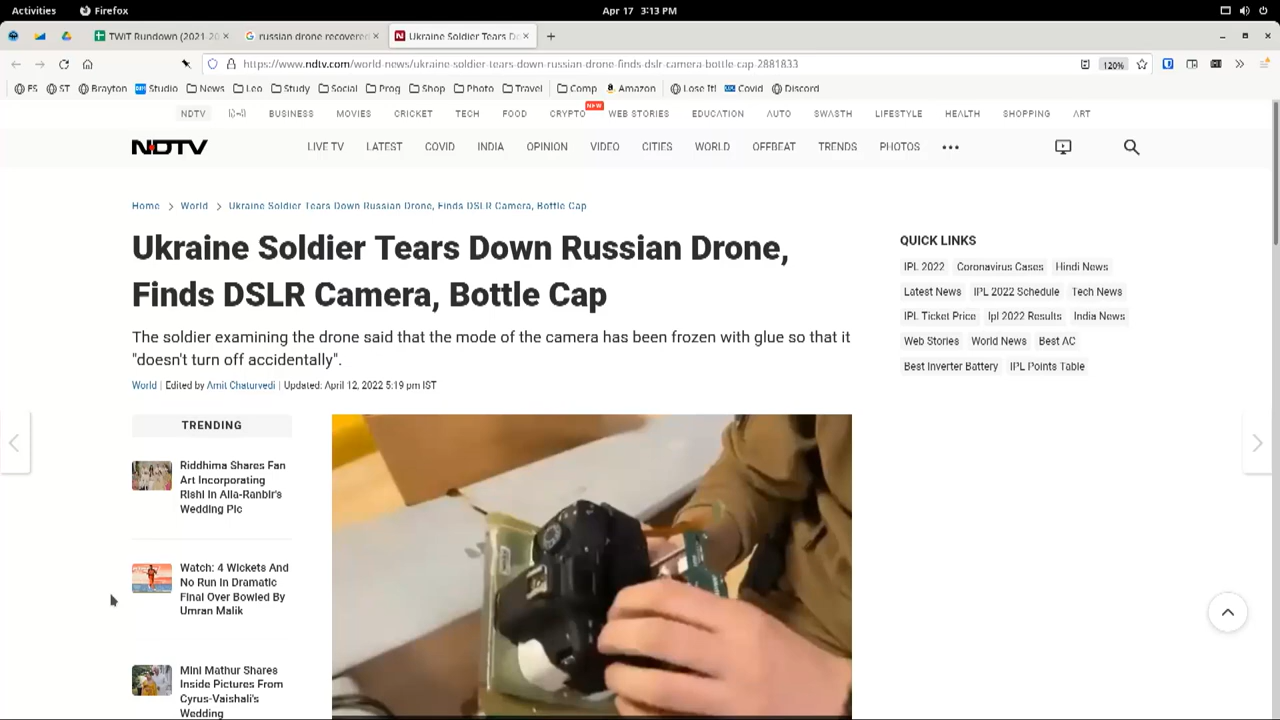 Activities Firefox Apr 17 3:13 PM
TWiT Rundown (2021-20 × russian drone recovered × Ukraine Soldier Tears Do × +
https://www.ndtv.com/world-news/ukraine-soldier-tears-down-russian-drone-finds-dslr-camera-bottle-cap-2881833 120%
FS ST Brayton Studio News Leo Study Social Prog Shop Photo Travel Comp Amazon Lose It! Covid Discord
NDTV हिन्दी BUSINESS MOVIES CRICKET TECH FOOD CRYPTO NEW WEB STORIES EDUCATION AUTO SWASTH LIFESTYLE HEALTH SHOPPING ART
NDTV LIVE TV LATEST COVID INDIA OPINION VIDEO CITIES WORLD OFFBEAT TRENDS PHOTOS
Home > World > Ukraine Soldier Tears Down Russian Drone, Finds DSLR Camera, Bottle Cap
Ukraine Soldier Tears Down Russian Drone,
Finds DSLR Camera, Bottle Cap
The soldier examining the drone said that the mode of the camera has been frozen with glue so that it
"doesn't turn off accidentally".
World | Edited by Amit Chaturvedi | Updated: April 12, 2022 5:19 pm IST
TRENDING
Riddhima Shares Fan
Art Incorporating
Rishi In Alia-Ranbir's
Wedding Pic
Watch: 4 Wickets And
No Run In Dramatic
Final Over Bowled By
Umran Malik
Mini Mathur Shares
Inside Pictures From
Cyrus-Vaishali's
Wedding
QUICK LINKS
IPL 2022 Coronavirus Cases Hindi News
Latest News IPL 2022 Schedule Tech News
IPL Ticket Price Ipl 2022 Results India News
Web Stories World News Best AC
Best Inverter Battery IPL Points Table